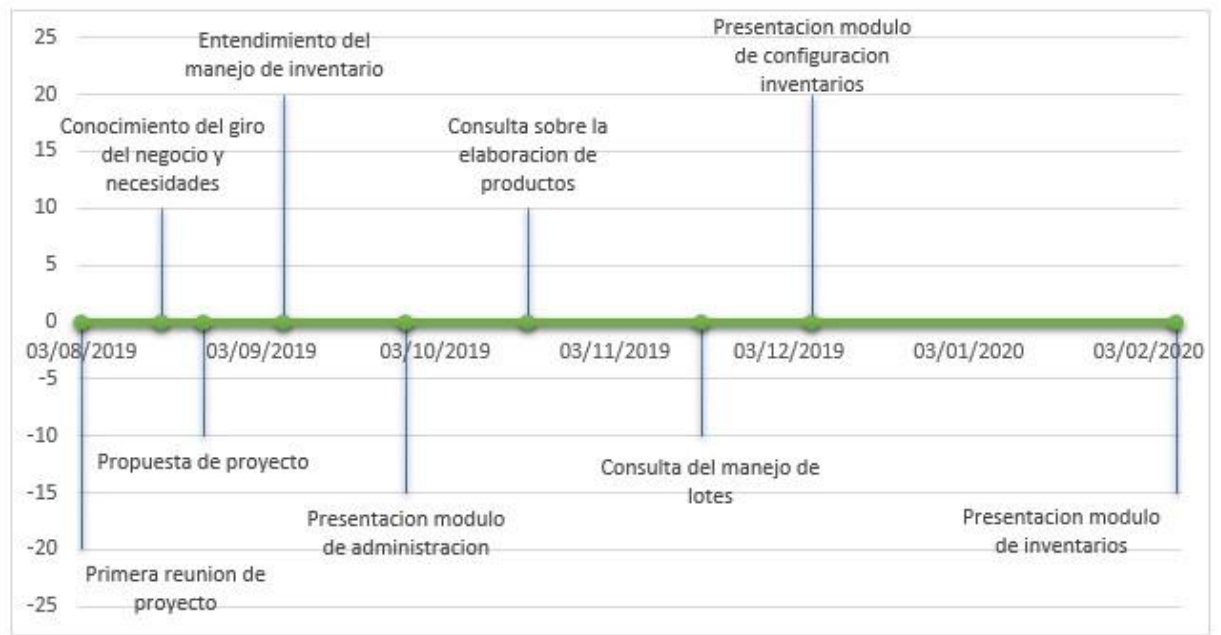 25
20
15
10
5
0
-5
-10
-15
-20
-25
Entendimiento del
manejo de inventario
Presentacion modulo
de configuracion
inventarios
Conocimiento del giro
del negocio y
necesidades
Consulta sobre la
elaboracion de
productos
03/08/2019
03/09/2019
03/10/2019
03/11/2019
03/12/2019
03/01/2020
03/02/2020
Propuesta de proyecto
Consulta del manejo de
lotes
Presentacion modulo
de administracion
Presentacion modulo
de inventarios
Primera reunion de
proyecto